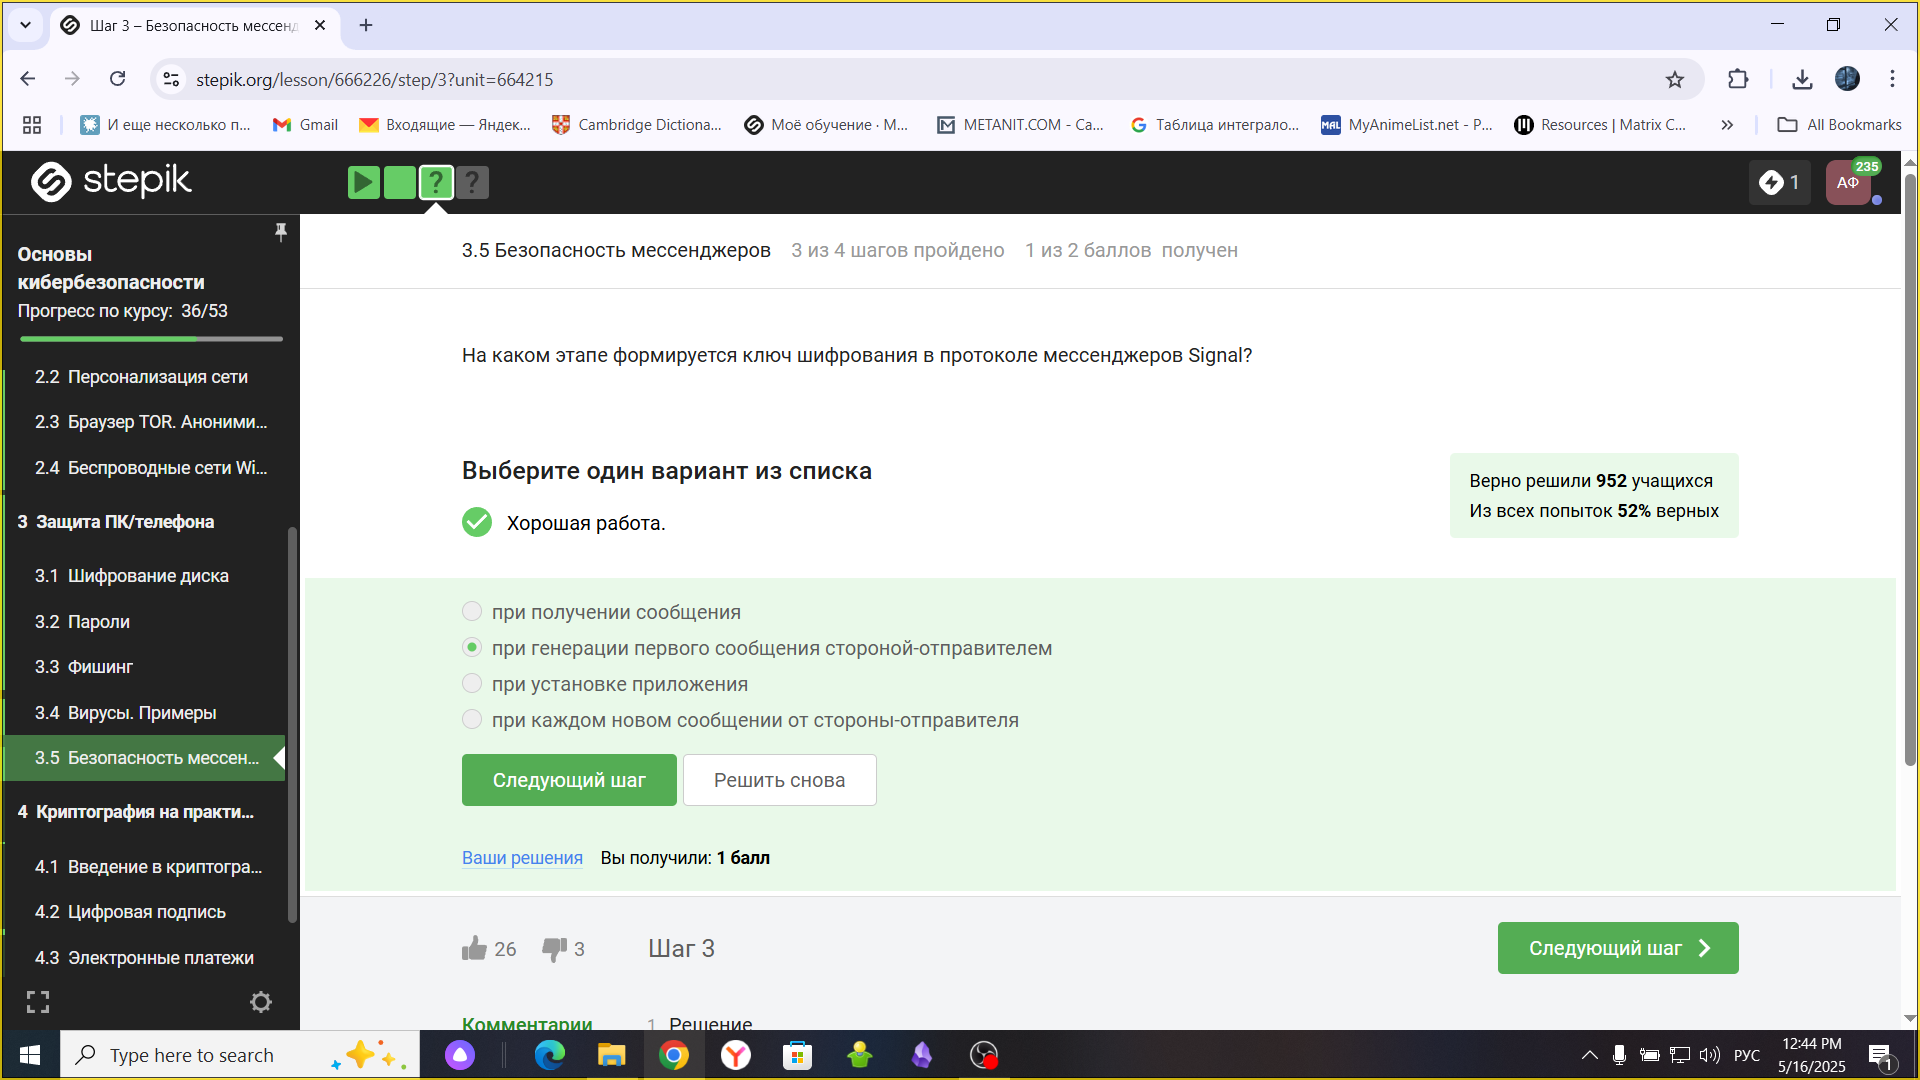 Шаг 3 – Безопасность мессенд
stepik.org/lesson/666226/step/3?unit=664215
И еще несколько п...
Gmail
Входящие — Яндек...
Cambridge Dictiona...
Моё обучение · М...
METANIT.COM - Са...
Таблица интеграло...
MAL
MyAnimeList.net - P...
Resources | Matrix C...
All Bookmarks
stepik
?
?
1
АФ
235
Основы
кибербезопасности
Прогресс по курсу: 36/53
2.2 Персонализация сети
2.3 Браузер TOR. Аноними...
2.4 Беспроводные сети Wi...
3 Защита ПК/телефона
3.1 Шифрование диска
3.2 Пароли
3.3 Фишинг
3.4 Вирусы. Примеры
3.5 Безопасность мессен...
4 Криптография на практи...
4.1 Введение в криптогра...
4.2 Цифровая подпись
4.3 Электронные платежи
3.5 Безопасность мессенджеров 3 из 4 шагов пройдено 1 из 2 баллов получен
На каком этапе формируется ключ шифрования в протоколе мессенджеров Signal?
Выберите один вариант из списка
Хорошая работа.
Верно решили 952 учащихся
Из всех попыток 52% верных
при получении сообщения
при генерации первого сообщения стороной-отправителем
при установке приложения
при каждом новом сообщении от стороны-отправителя
Следующий шаг
Решить снова
Ваши решения Вы получили: 1 балл
26
3
Шаг 3
Следующий шаг
Комментарии
1 Решение
Type here to search
РУС
12:44 PM
5/16/2025
1